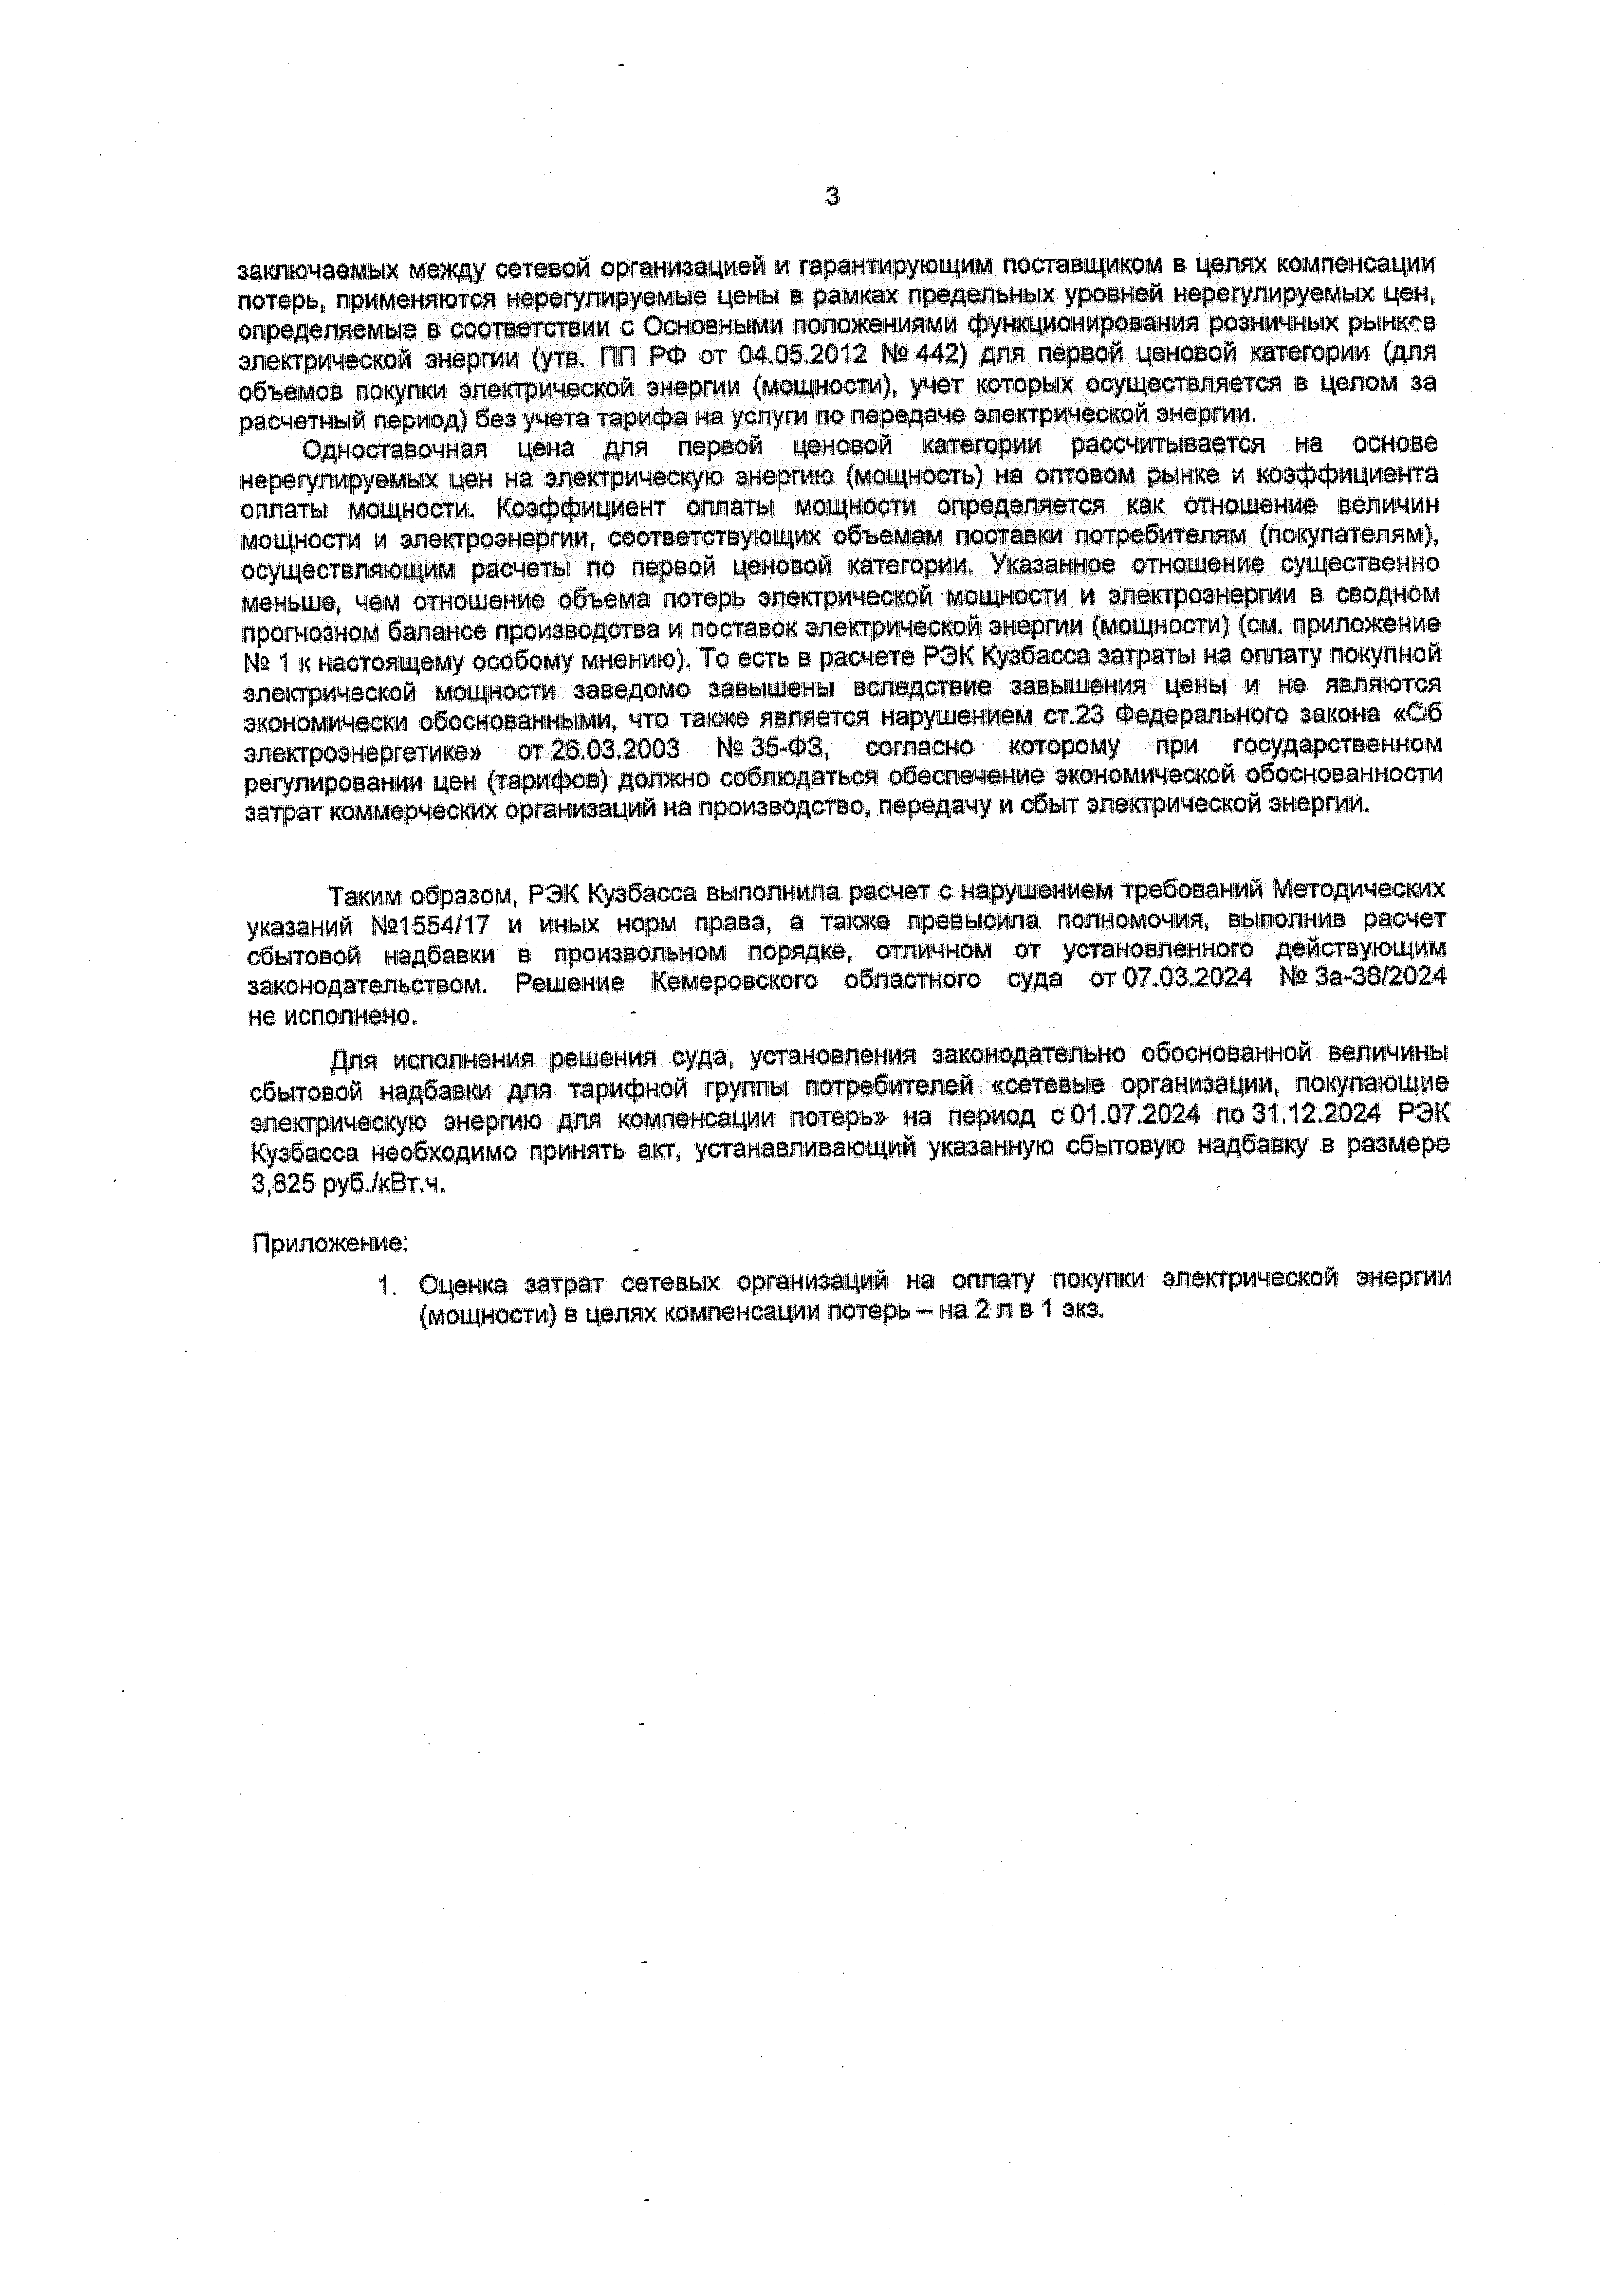 3
заключаемых между сетевой организацией и гарантирующим поставщиком в целях компенсации
потерь, применяются нерегулируемые цены в рамках предельных уровней нерегулируемых цен,
определяемые в соответствии с Основными положениями функционирования розничных рынков
электрической энергии (утв. ПП РФ от 04.05.2012 № 442) для первой ценовой категории (для
объемов покупки электрической энергии (мощности), учет которых осуществляется в целом за
расчетный период) без учета тарифа на услуги по передаче электрической энергии.
Одноставочная цена для первой ценовой категории рассчитывается на основе
нерегулируемых цен на электрическую энергию (мощность) на оптовом рынке и коэффициента
оплаты мощности. Коэффициент оплаты мощности определяется как отношение величин
мощности и электроэнергии, соответствующих объемам поставки потребителям (покупателям),
осуществляющим расчеты по первой ценовой категории. Указанное отношение существенно
меньше, чем отношение объема потерь электрической мощности и электроэнергии в сводном
прогнозном балансе производства и поставок электрической энергии (мощности) (см. приложение
№ 1 к настоящему особому мнению). То есть в расчете РЭК Кузбасса затраты на оплату покупной
электрической мощности заведомо завышены вследствие завышения цены и не являются
экономически обоснованными, что также является нарушением ст.23 Федерального закона «Об
электроэнергетике» от 26.03.2003 № 35-ФЗ, согласно которому при государственном
регулировании цен (тарифов) должно соблюдаться обеспечение экономической обоснованности
затрат коммерческих организаций на производство, передачу и сбыт электрической энергии.
Таким образом, РЭК Кузбасса выполнила расчет с нарушением требований Методических
указаний №1554/17 и иных норм права, а также превысила полномочия, выполнив расчет
сбытовой надбавки в произвольном порядке, отличном от установленного действующим
законодательством. Решение Кемеровского областного суда от 07.03.2024 № 3а-38/2024
не исполнено.
Для исполнения решения суда, установления законодательно обоснованной величины
сбытовой надбавки для тарифной группы потребителей «сетевые организации, покупающие
электрическую энергию для компенсации потерь» на период с 01.07.2024 по 31.12.2024 РЭК
Кузбасса необходимо принять акт, устанавливающий указанную сбытовую надбавку в размере
3,825 руб./кВт.ч.
Приложение:
1. Оценка затрат сетевых организаций на оплату покупки электрической энергии
(мощности) в целях компенсации потерь – на 2 л в 1 экз.